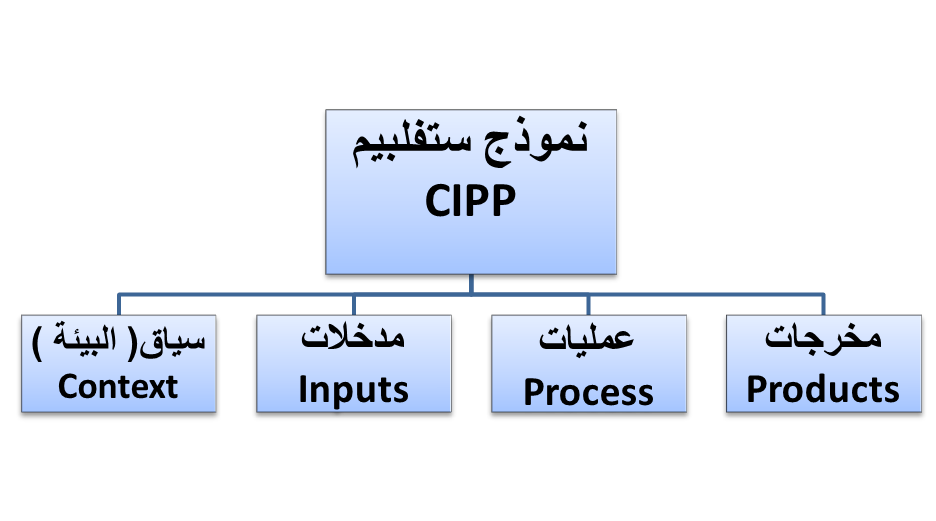 نموذج ستفلبيم
CIPP
سياق( البيئة )
Context
مدخلات
Inputs
عمليات
Process
مخرجات
Products